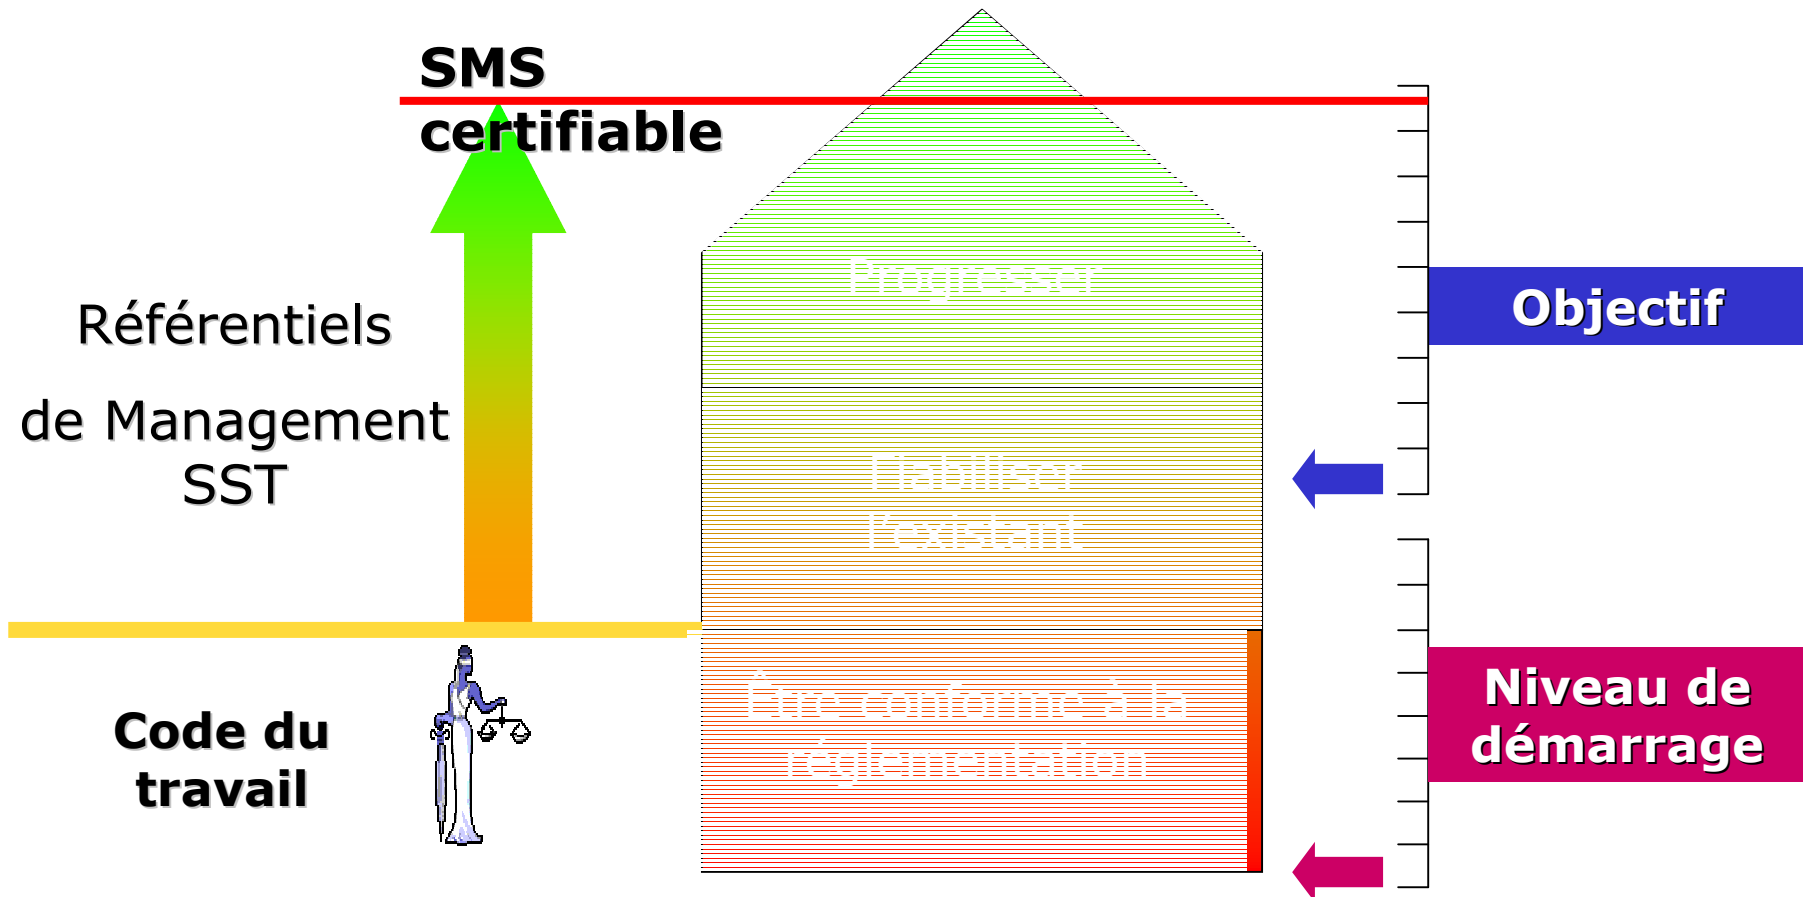 SMS
certifiable
Référentiels
de Management
SST
Code du
travail
Progresser
Fiabiliser
l'existant
Être conforme à la
réglementation
Objectif
Niveau de
démarrage